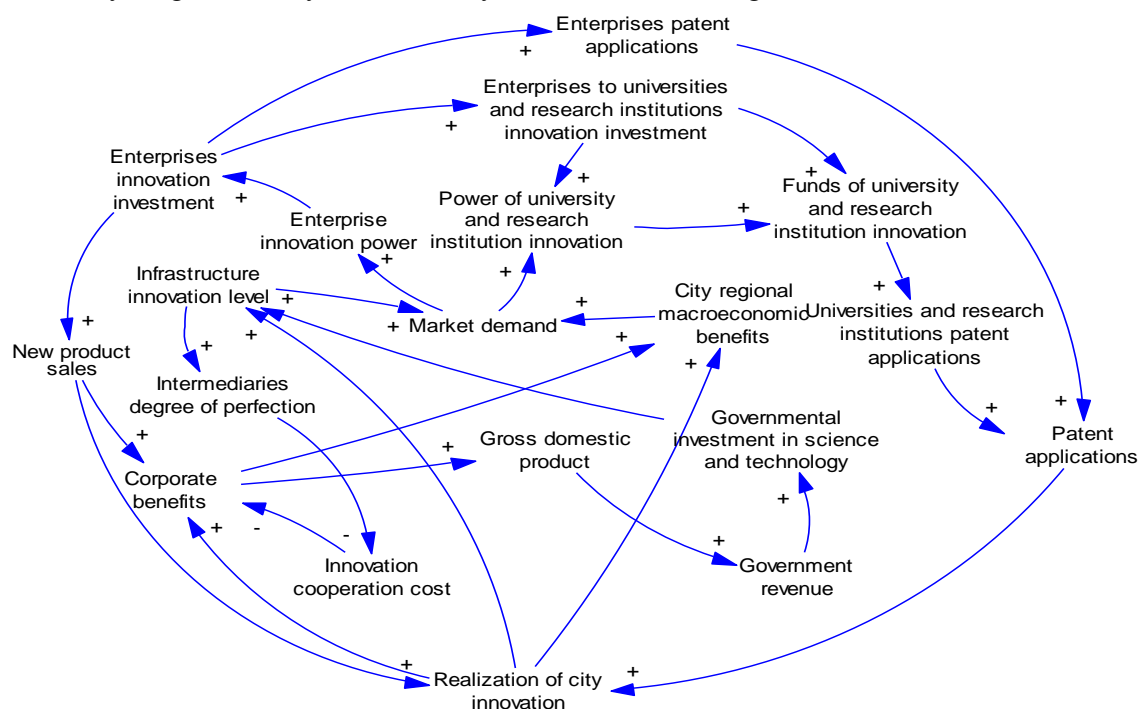 Enterprises patent
applications
+
Enterprises to universities
and research institutions
innovation investment
+
Enterprises
innovation
investment
+
+
+
Funds of university
and research
institution innovation
Power of university
and research
institution innovation
+
+
Enterprise
innovation power
+
+
Infrastructure
innovation level
+
+
+
City regional
macroeconomic
benefits
+
Universities and research
institutions patent
applications
+ Market demand
+
+
+
New product
sales
+
+
Intermediaries
degree of perfection
+
+
+
Governmental
investment in science
and technology
Patent
applications
+
+
Gross domestic
product
Corporate
benefits
+
+
-
-
+
Innovation
cooperation cost
Government
revenue
+
+
Realization of city
innovation